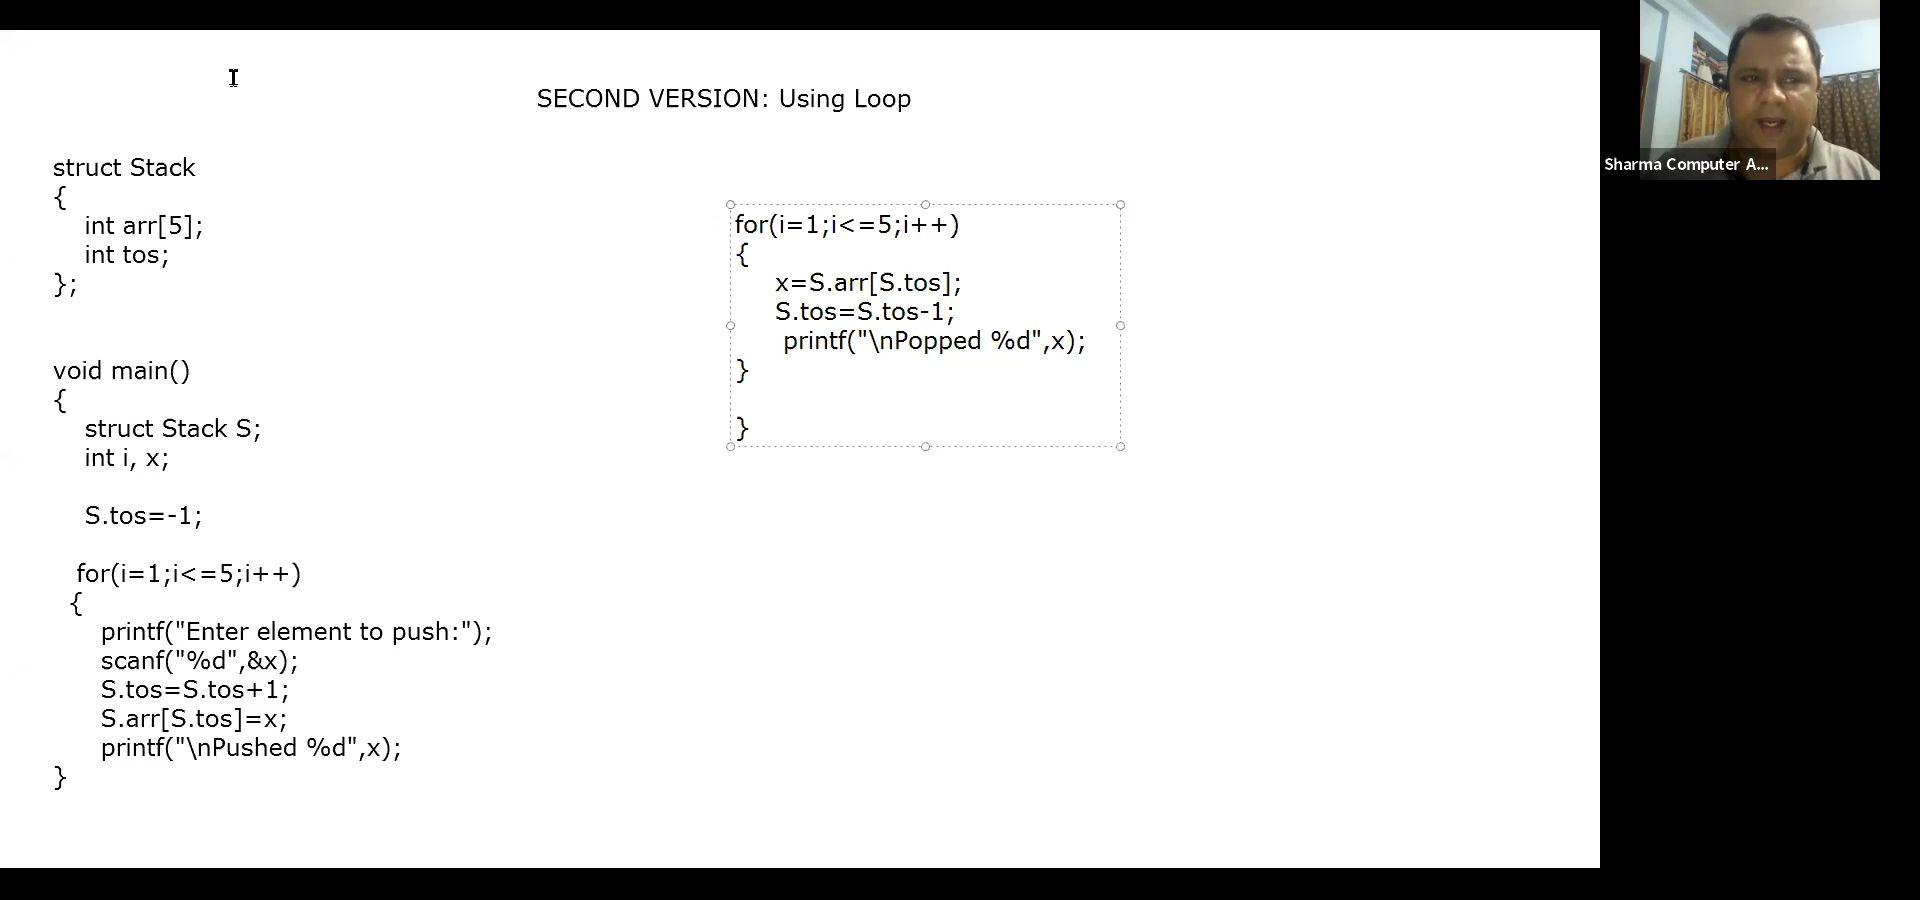 SECOND VERSION: Using Loop
struct Stack
{
int arr[5];
int tos;
};
void main()
{
struct Stack S;
int i, x;
S.tos=-1;
for(i=1;i<=5;i++)
{
printf("Enter element to push:");
scanf("%d",&x);
S.tos=S.tos+1;
S.arr[S.tos]=x;
printf("\nPushed %d",x);
}
for(i=1;i<=5;i++)
{
x=S.arr[S.tos];
S.tos=S.tos-1;
printf("\nPopped %d",x);
}
}
Sharma Computer A...